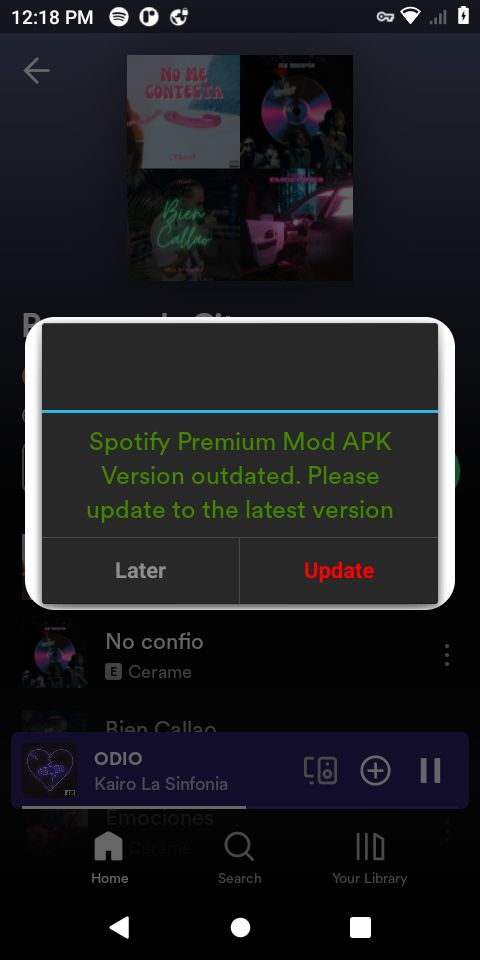 12:18 PM
NO ME
CONTESTA
EMOCIONES
Bien
Callao
Spotify Premium Mod APK
Version outdated. Please
update to the latest version
Later
Update
No confio
E Cerame
Bien Callao
ODIO
Kairo La Sinfonia
Emociones
Cerame
Home
Search
Your Library